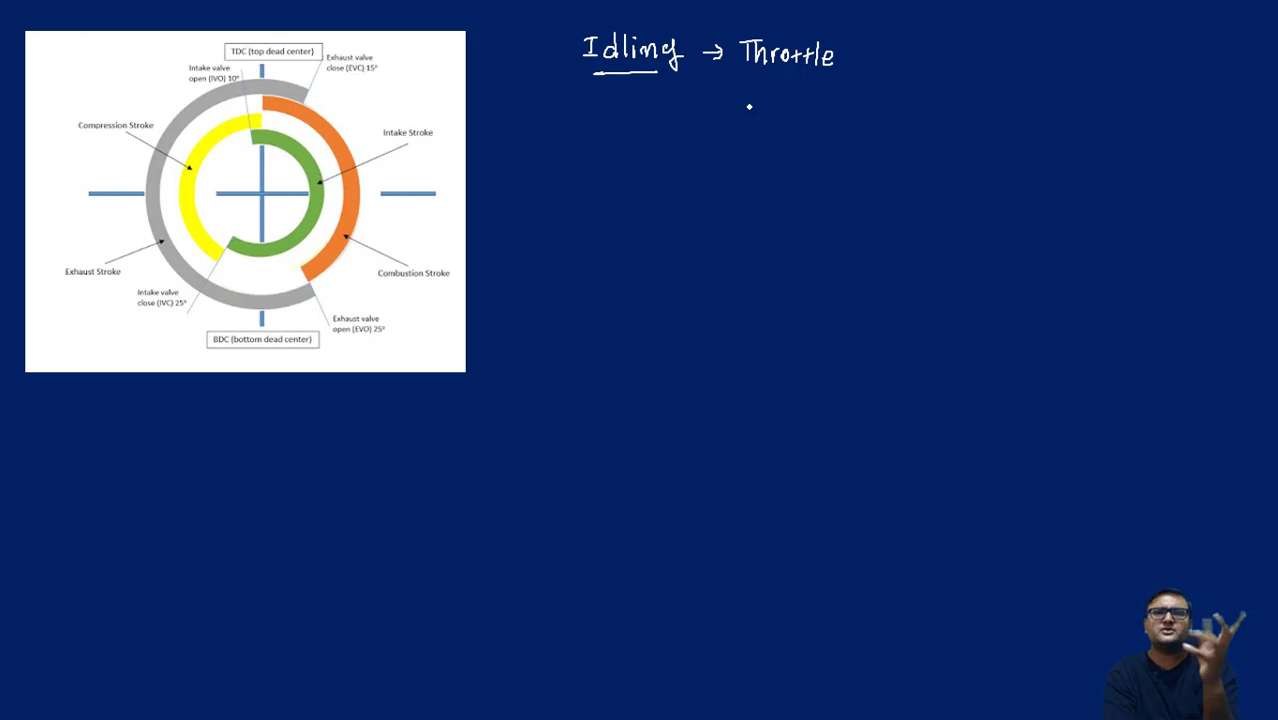 Idling → Throttle
TDC (top dead center)
Exhaust valve
close (EVC) 15°
Intake valve
open (IVO) 10°
Compression Stroke
Intake Stroke
Exhaust Stroke
Combustion Stroke
Intake valve
close (IVC) 25°
Exhaust valve
open (EVO) 25°
BDC (bottom dead center)